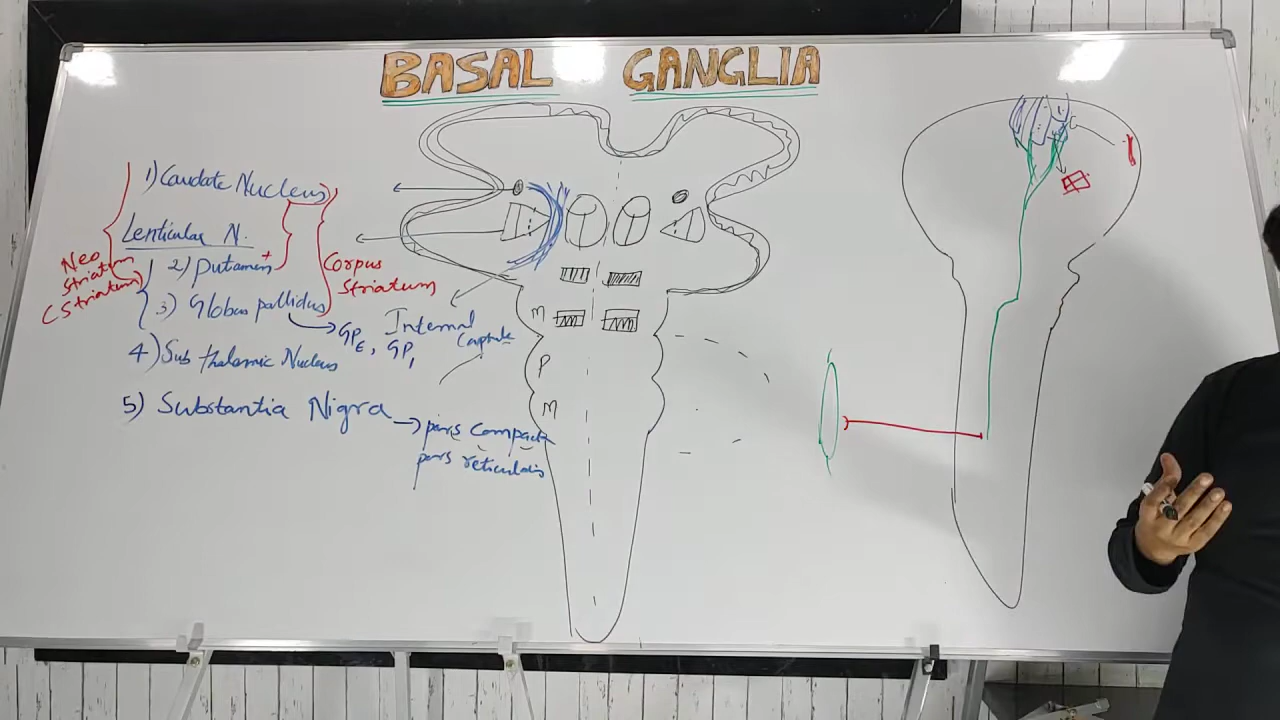 BASAL GANGLIA
1) Caudate Nucleus
Lenticular N.
2) Putamen +
3) Globus pallidus
Neo
Striatum
(Striatum)
Corpus
Striatum
GPE, GPI
Internal
Capsule
4) Sub thalamic Nucleus
5) Substantia Nigra
pars Compacta
pars reticularis
M
P
M